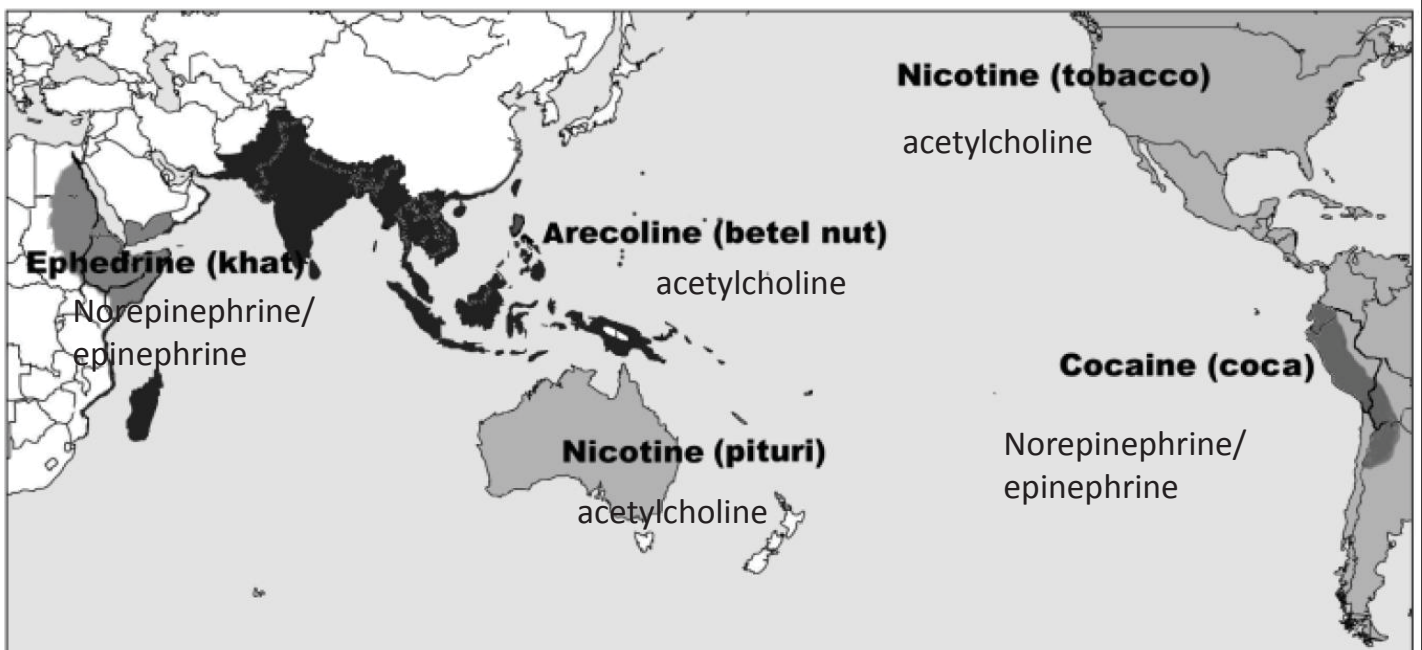 Nicotine (tobacco)
acetylcholine
Arecoline (betel nut)
acetylcholine
Ephedrine (khat)
Norepinephrine/
epinephrine
Cocaine (coca)
Norepinephrine/
epinephrine
Nicotine (pituri)
acetylcholine